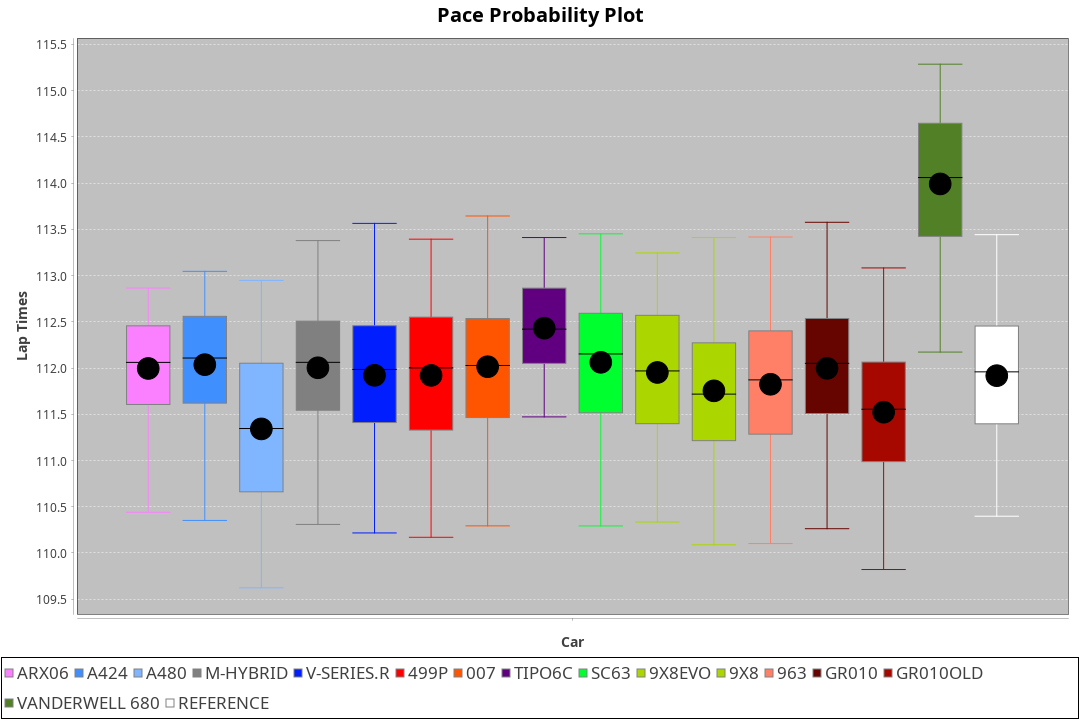 Pace Probability Plot
115.5
115.0
114.5
114.0
113.5
113.0
112.5
112.0
111.5
111.0
110.5
110.0
109.5
Lap Times
Car
ARX06 A424 A480 M-HYBRID V-SERIES.R 499P 007 TIPO6C SC63 9X8EVO 9X8 963 GR010 GR010OLD
VANDERWELL 680 REFERENCE